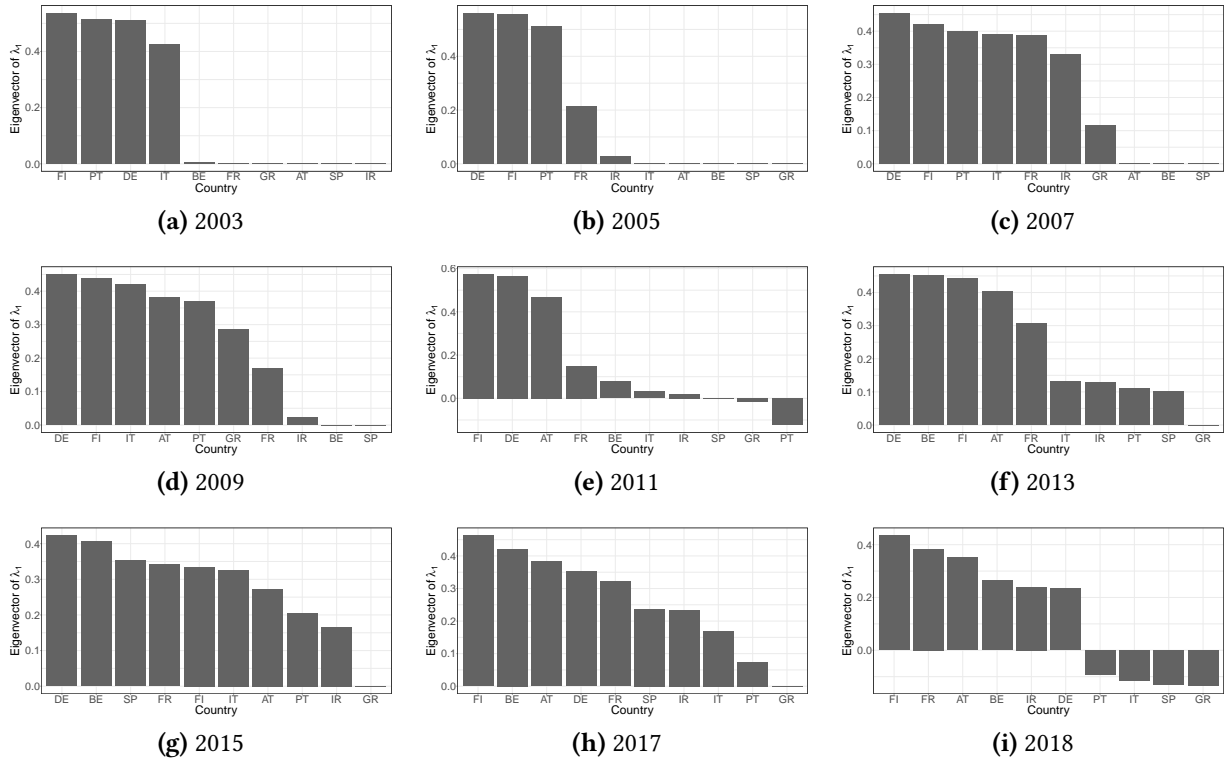 Eigenvector of λ₁
0.4
0.2
0.0
FI PT DE IT BE FR GR AT SP IR
Country
(a) 2003
Eigenvector of λ₁
0.4
0.2
0.0
DE FI PT FR IR IT AT BE SP GR
Country
(b) 2005
Eigenvector of λ₁
0.4
0.3
0.2
0.1
0.0
DE FI PT IT FR IR GR AT BE SP
Country
(c) 2007
Eigenvector of λ₁
0.4
0.3
0.2
0.1
0.0
DE FI IT AT PT GR FR IR BE SP
Country
(d) 2009
Eigenvector of λ₁
0.6
0.4
0.2
0.0
FI DE AT FR BE IT IR SP GR PT
Country
(e) 2011
Eigenvector of λ₁
0.4
0.3
0.2
0.1
0.0
DE BE FI AT FR IT IR PT SP GR
Country
(f) 2013
Eigenvector of λ₁
0.4
0.3
0.2
0.1
0.0
DE BE SP FR FI IT AT PT IR GR
Country
(g) 2015
Eigenvector of λ₁
0.4
0.3
0.2
0.1
0.0
FI BE AT DE FR SP IR IT PT GR
Country
(h) 2017
Eigenvector of λ₁
0.4
0.2
0.0
FI FR AT BE IR DE PT IT SP GR
Country
(i) 2018